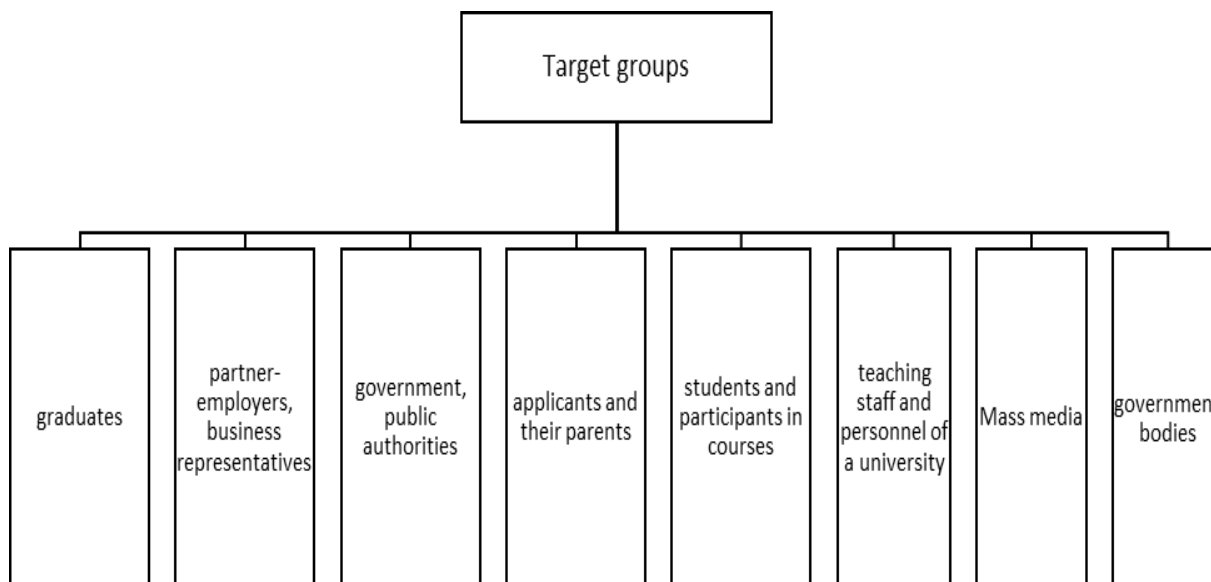 Target groups
graduates
partner-
employers,
business
representatives
government,
public
authorities
applicants and
their parents
students and
participants in
courses
teaching
staff and
personnel of
a university
Mass media
governmen
bodies